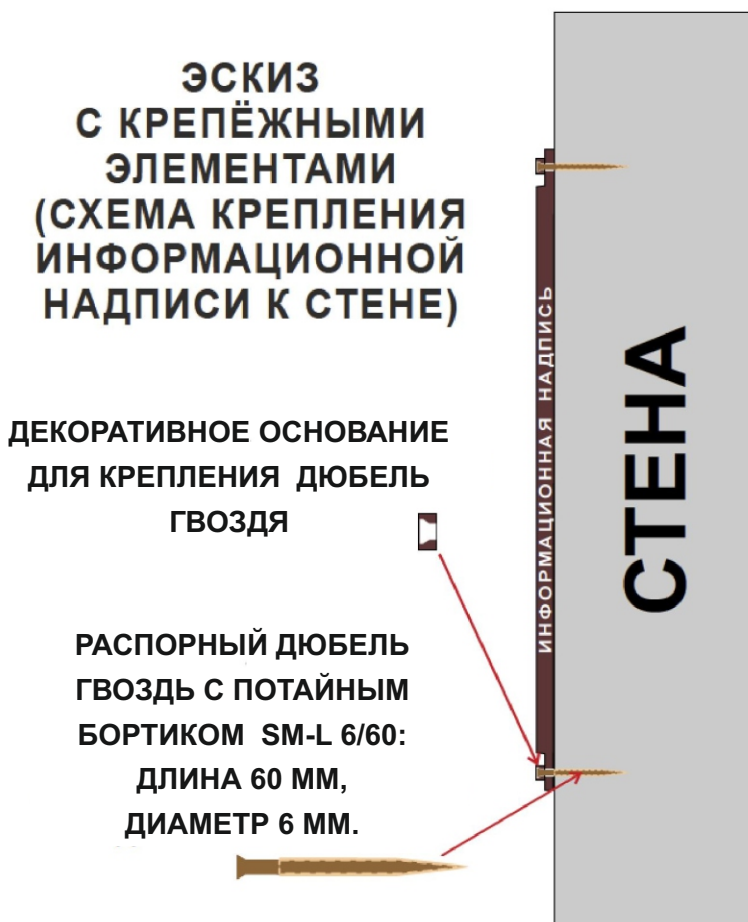 ЭСКИЗ
С КРЕПЁЖНЫМИ
ЭЛЕМЕНТАМИ
(СХЕМА КРЕПЛЕНИЯ
ИНФОРМАЦИОННОЙ
НАДПИСИ К СТЕНЕ)
ДЕКОРАТИВНОЕ ОСНОВАНИЕ
ДЛЯ КРЕПЛЕНИЯ ДЮБЕЛЬ
ГВОЗДЯ
РАСПОРНЫЙ ДЮБЕЛЬ
ГВОЗДЬ С ПОТАЙНЫМ
БОРТИКОМ SM-L 6/60:
ДЛИНА 60 ММ,
ДИАМЕТР 6 ММ.
ИНФОРМАЦИОННАЯ НАДПИСЬ
СТЕНА